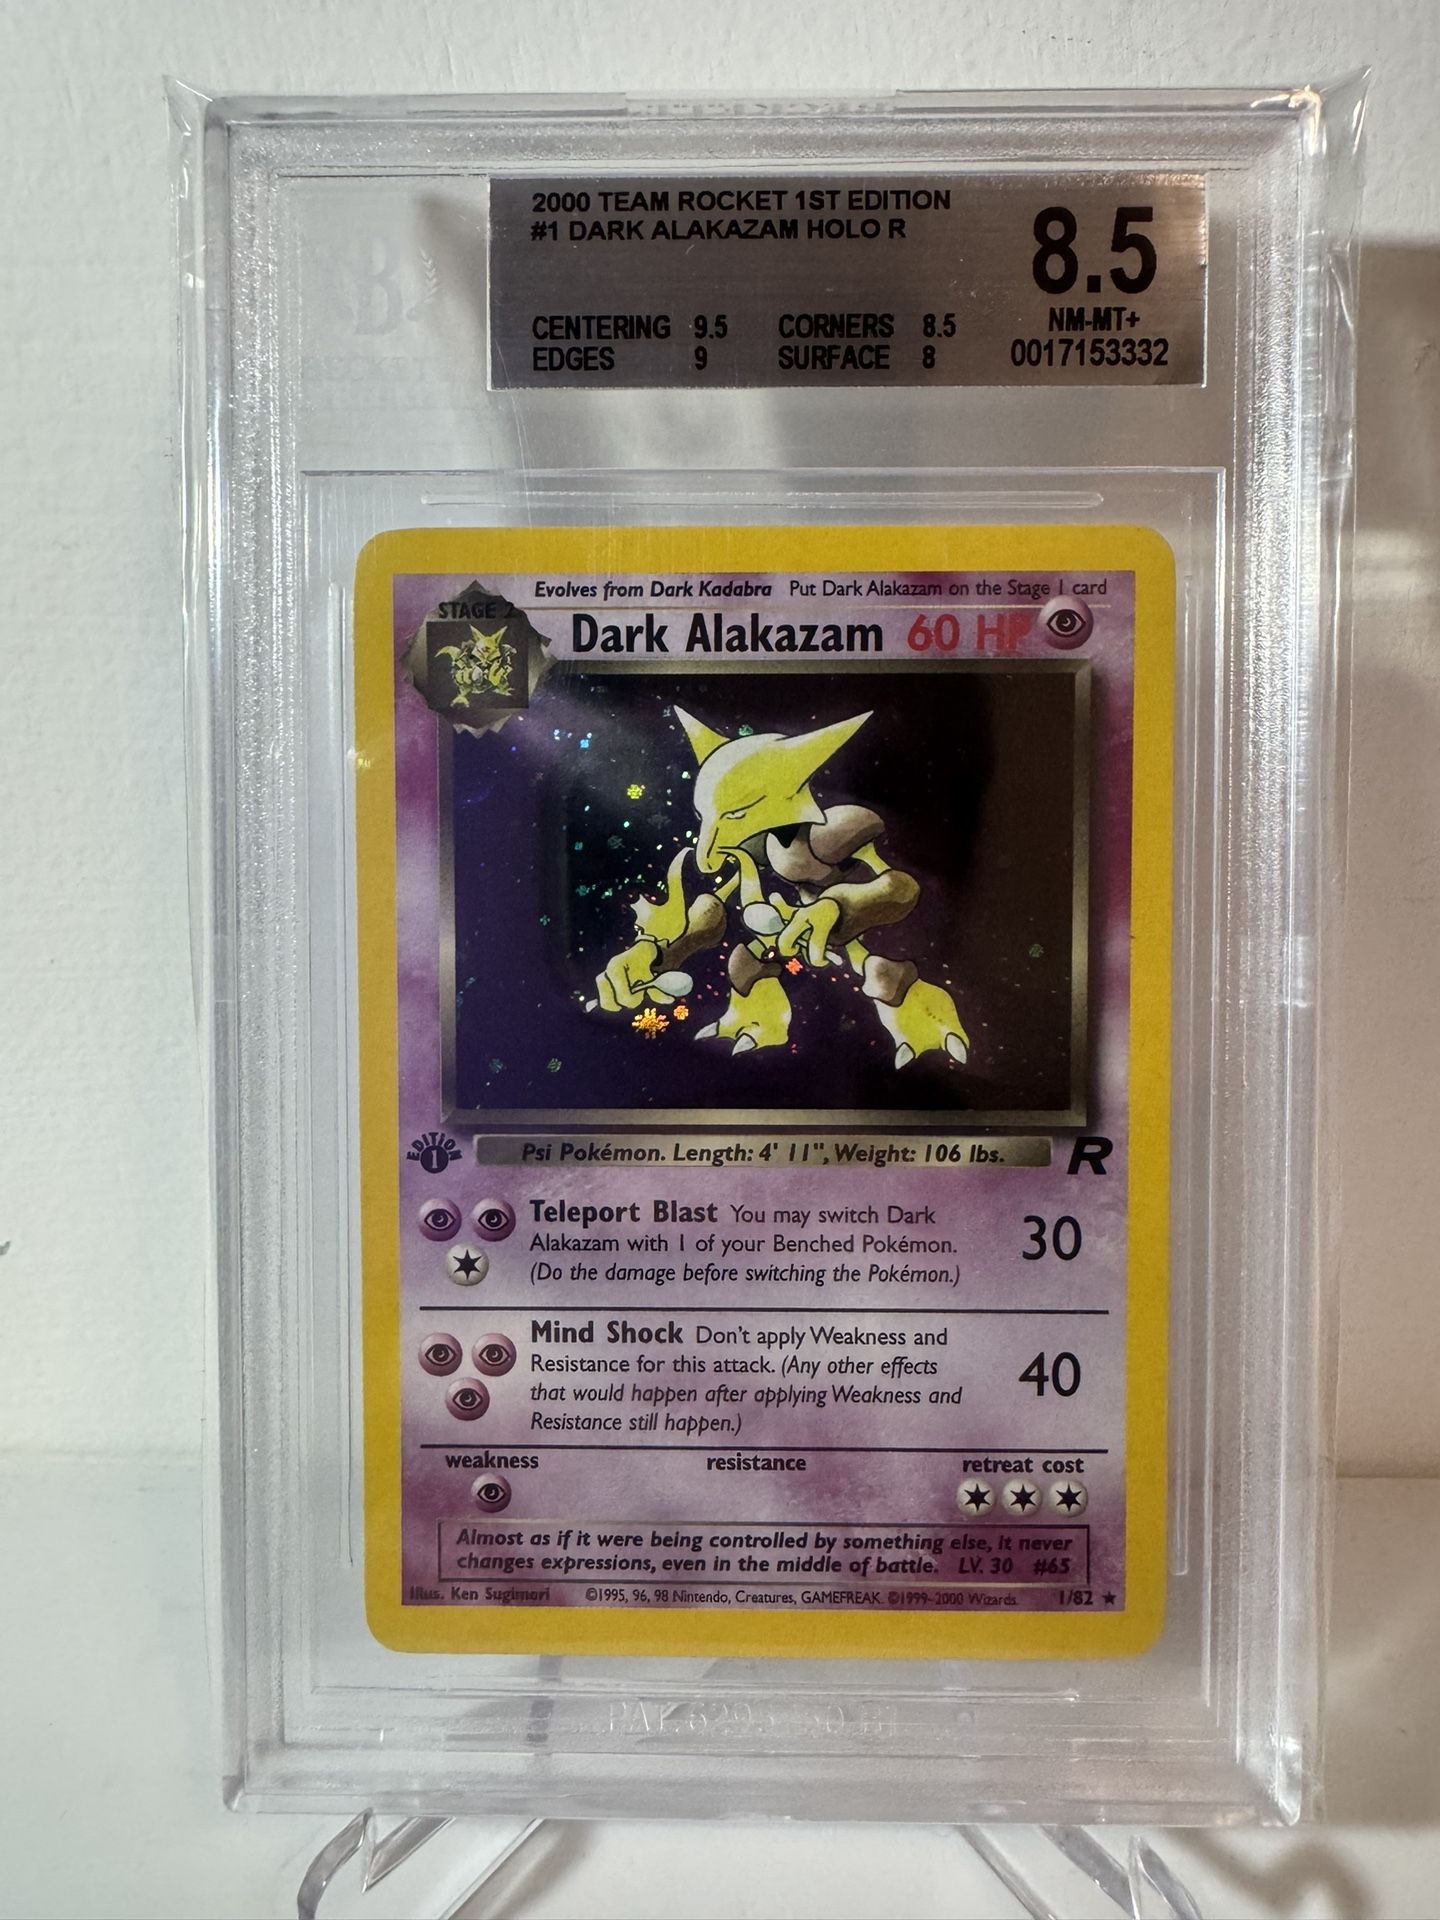 2000 TEAM ROCKET 1ST EDITION
#1 DARK ALAKAZAM HOLO R
8.5
CENTERING 9.5 CORNERS 8.5
NM-MT+
EDGES 9 SURFACE 8
0017153332
Evolves from Dark Kadabra Put Dark Alakazam on the Stage 1 card
STAGE 2
Dark Alakazam 60 HP
EDITION
1
Psi Pokémon. Length: 4' 11", Weight: 106 lbs.
R
Teleport Blast You may switch Dark
Alakazam with 1 of your Benched Pokémon.
(Do the damage before switching the Pokémon.)
30
Mind Shock Don't apply Weakness and
Resistance for this attack. (Any other effects
that would happen after applying Weakness and
Resistance still happen.)
40
weakness resistance retreat cost
Almost as if it were being controlled by something else, it never
changes expressions, even in the middle of battle. LV. 30 #65
Illus. Ken Sugimori ©1995, 96, 98 Nintendo, Creatures, GAMEFREAK. ©1999-2000 Wizards. 1/82 ★